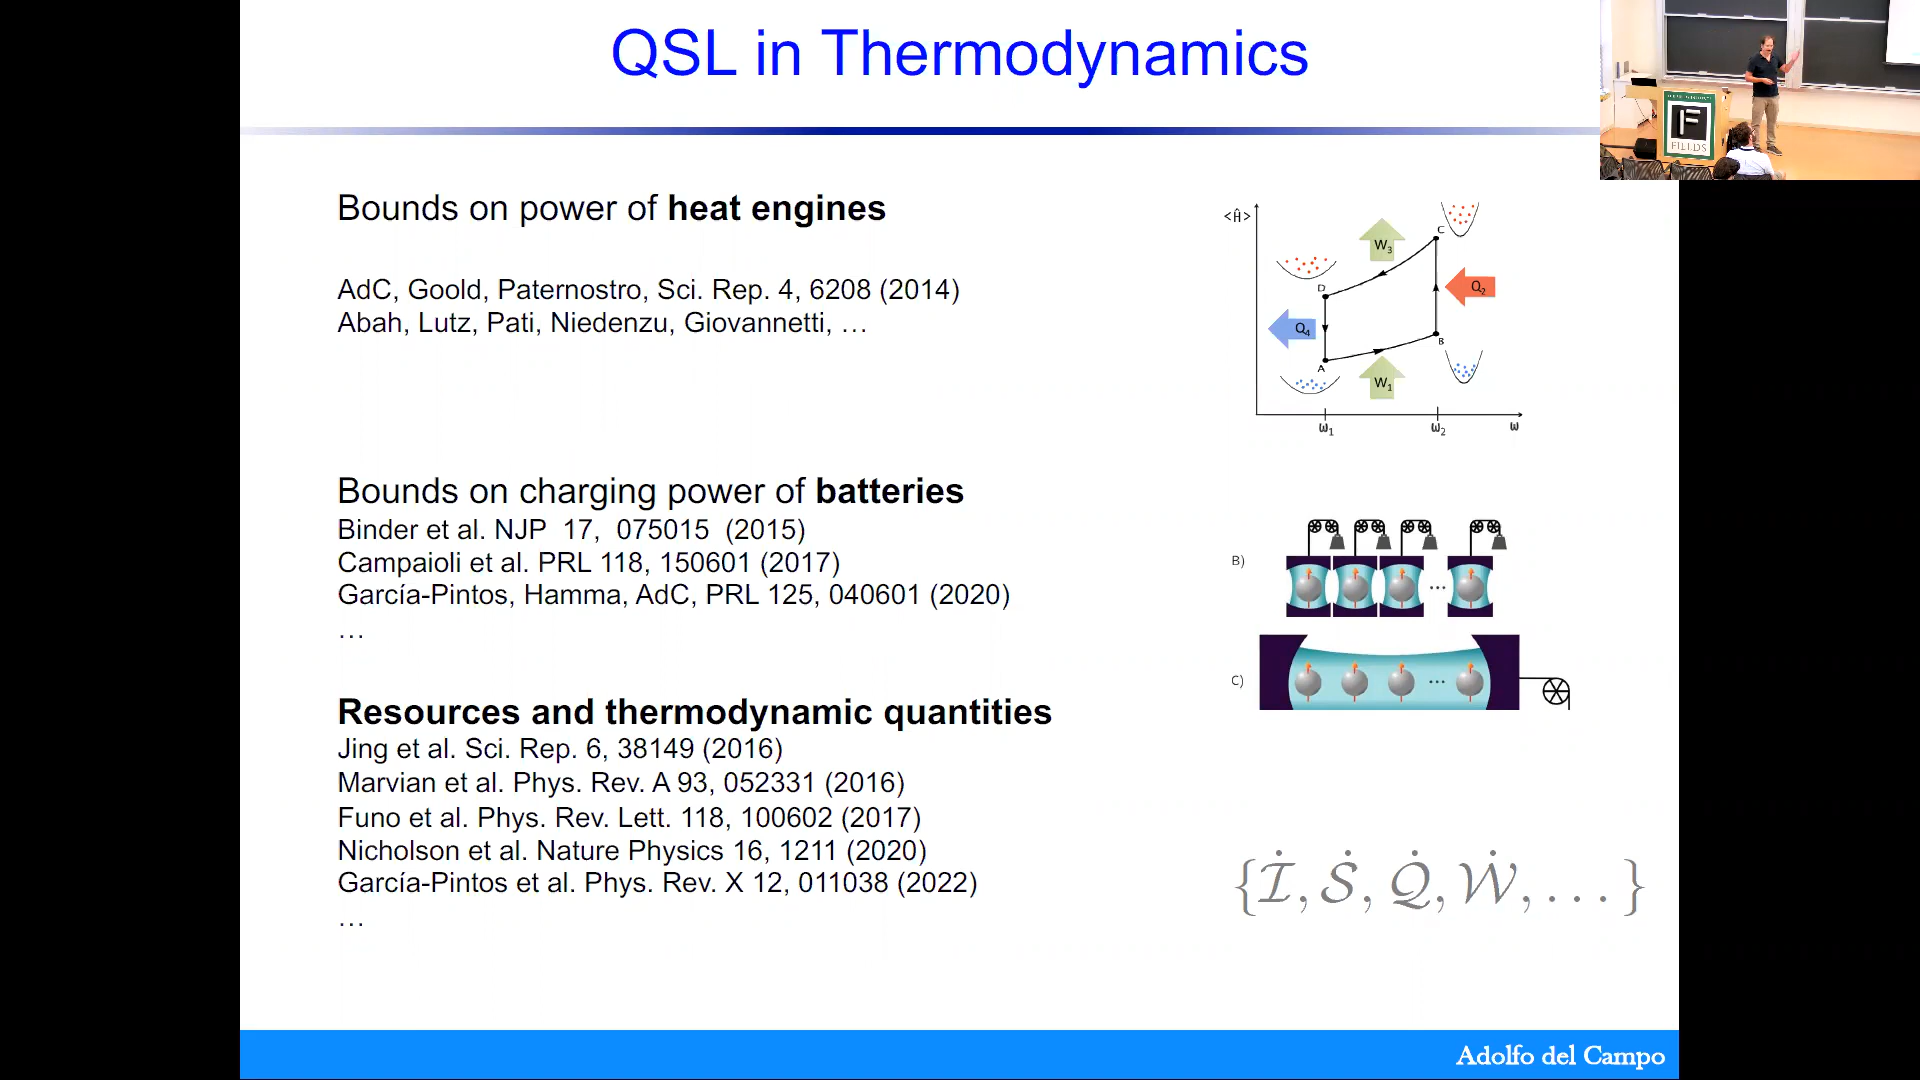 QSL in Thermodynamics
FIELDS
Bounds on power of heat engines
AdC, Goold, Paternostro, Sci. Rep. 4, 6208 (2014)
Abah, Lutz, Pati, Niedenzu, Giovannetti, …
<Ĥ>
W₃
C
Q₂
D
Q₄
B
A
W₁
ω₁
ω₂
ω
Bounds on charging power of batteries
Binder et al. NJP 17, 075015 (2015)
Campaioli et al. PRL 118, 150601 (2017)
García-Pintos, Hamma, AdC, PRL 125, 040601 (2020)
…
B)
...
C)
...
Resources and thermodynamic quantities
Jing et al. Sci. Rep. 6, 38149 (2016)
Marvian et al. Phys. Rev. A 93, 052331 (2016)
Funo et al. Phys. Rev. Lett. 118, 100602 (2017)
Nicholson et al. Nature Physics 16, 1211 (2020)
García-Pintos et al. Phys. Rev. X 12, 011038 (2022)
…
{İ, Ṡ, Q̇, Ẇ, . . . }
Adolfo del Campo